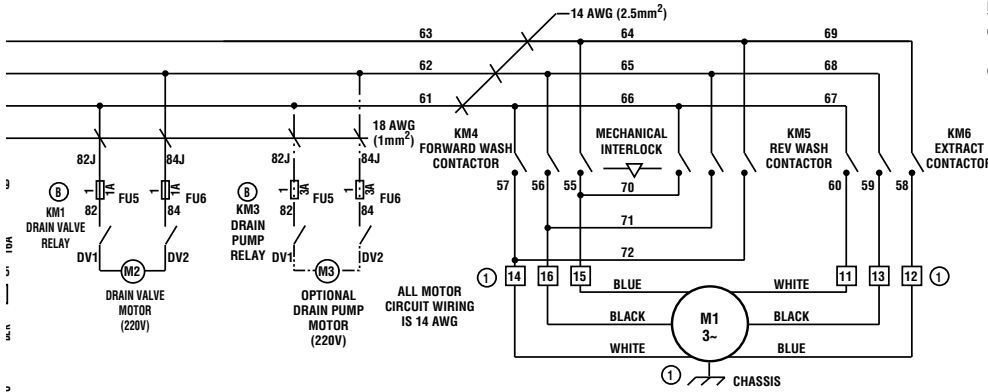 14 AWG (2.5mm²)
63 64 69
62 65 68
61 66 67
18 AWG
(1mm²)
KM4
FORWARD WASH
CONTACTOR
MECHANICAL
INTERLOCK
KM5
REV WASH
CONTACTOR
KM6
EXTRACT
CONTACTOR
82J 84J 82J 84J
57 56 55 60 59 58
B
KM1
DRAIN VALVE
RELAY
1 1A FU5
1 1A FU6
82 84
B
KM3
DRAIN
PUMP
RELAY
1 3A FU5
1 3A FU6
82 84
70
71
72
DV1 M2 DV2
DRAIN VALVE
MOTOR
(220V)
DV1 M3 DV2
OPTIONAL
DRAIN PUMP
MOTOR
(220V)
ALL MOTOR
CIRCUIT WIRING
IS 14 AWG
1 14 16 15 11 13 12 1
BLUE WHITE
BLACK BLACK
WHITE BLUE
M1
3~
1 CHASSIS